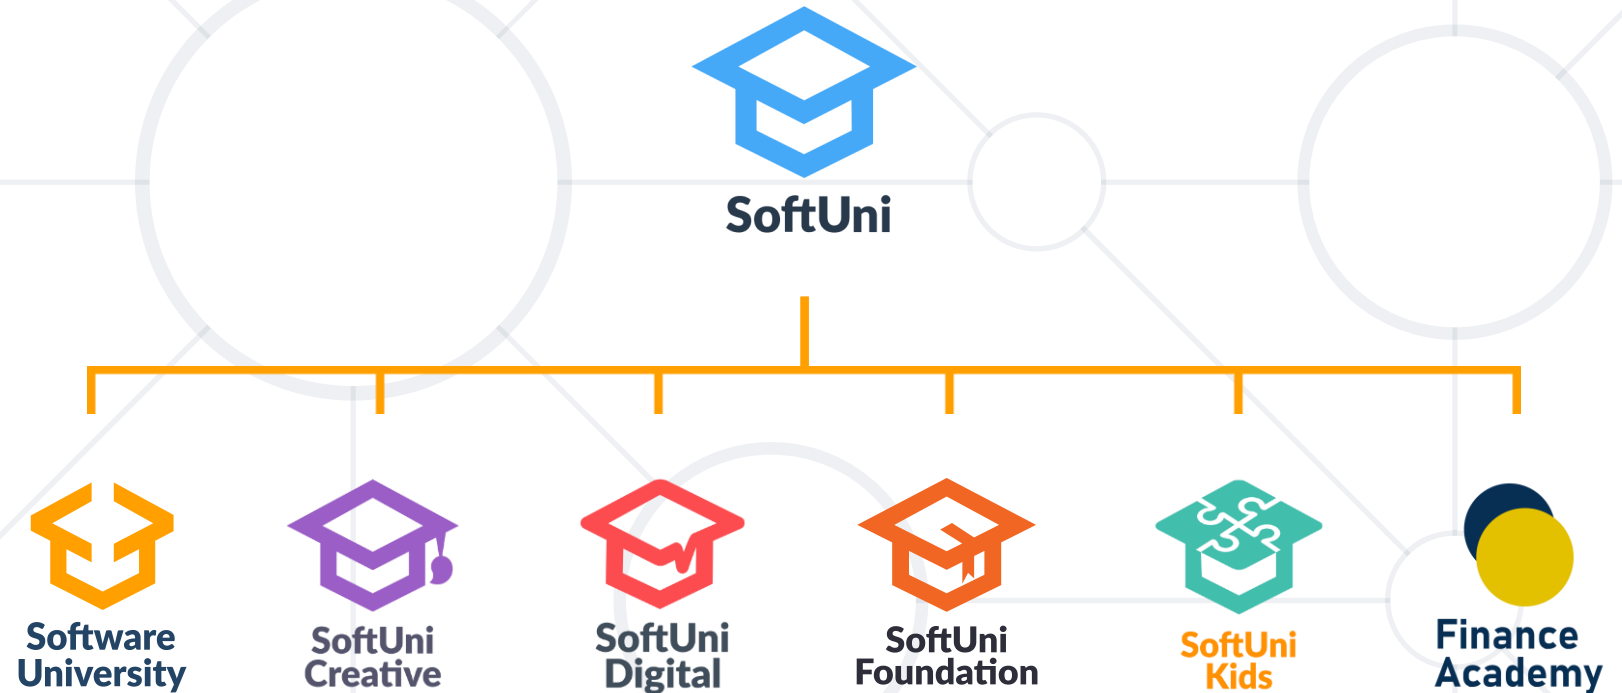 SoftUni
Software
University
SoftUni
Creative
SoftUni
Digital
SoftUni
Foundation
SoftUni
Kids
Finance
Academy